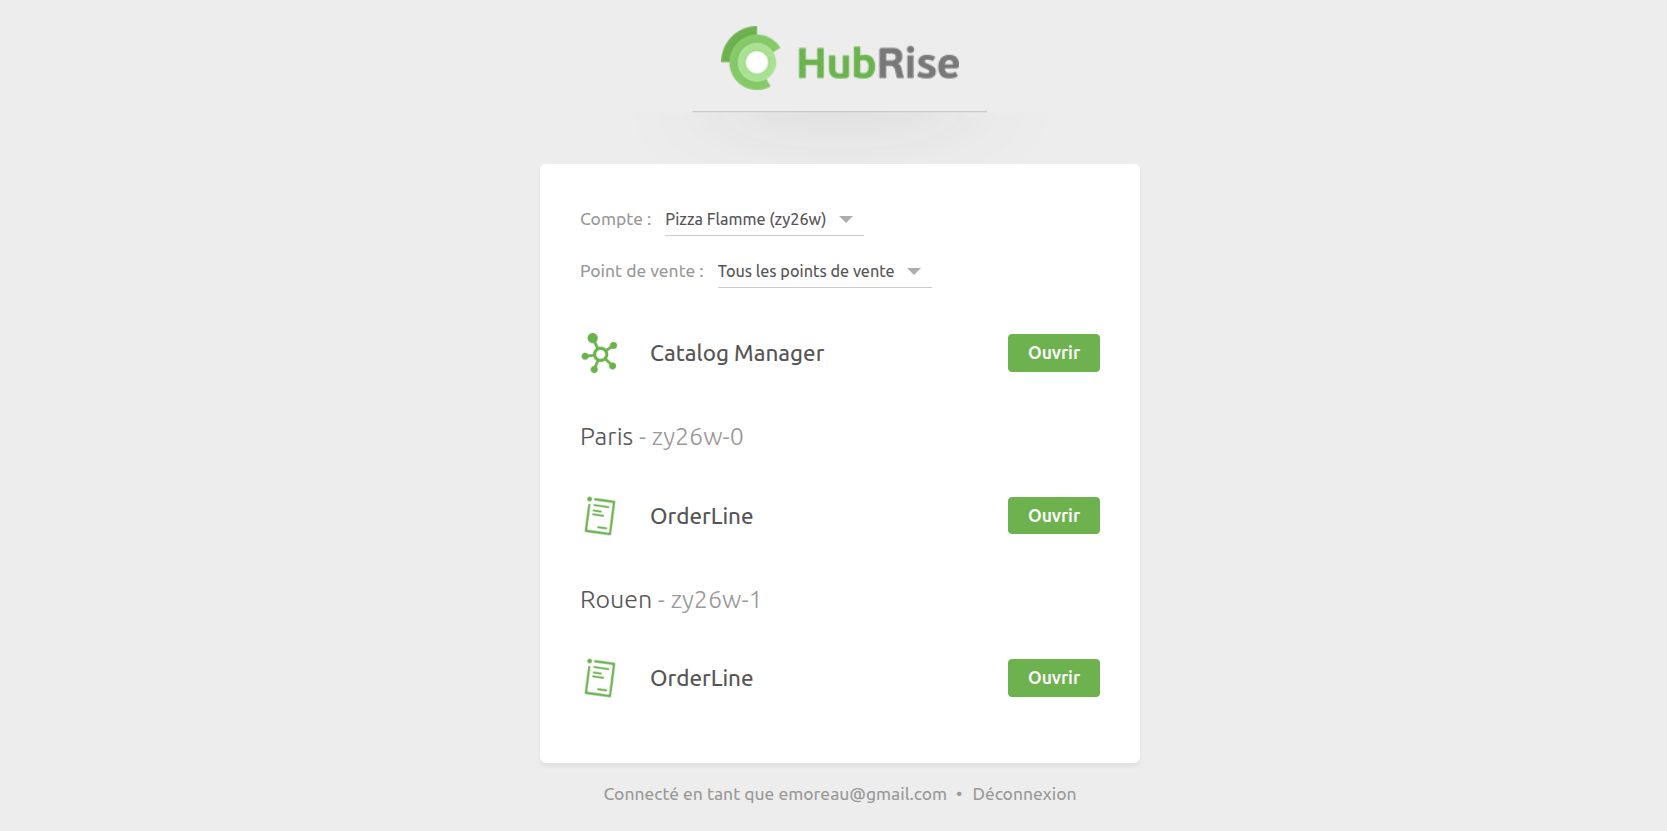 HubRise
Compte : Pizza Flamme (zy26w)
Point de vente : Tous les points de vente
Catalog Manager Ouvrir
Paris - zy26w-0
OrderLine Ouvrir
Rouen - zy26w-1
OrderLine Ouvrir
Connecté en tant que emoreau@gmail.com • Déconnexion